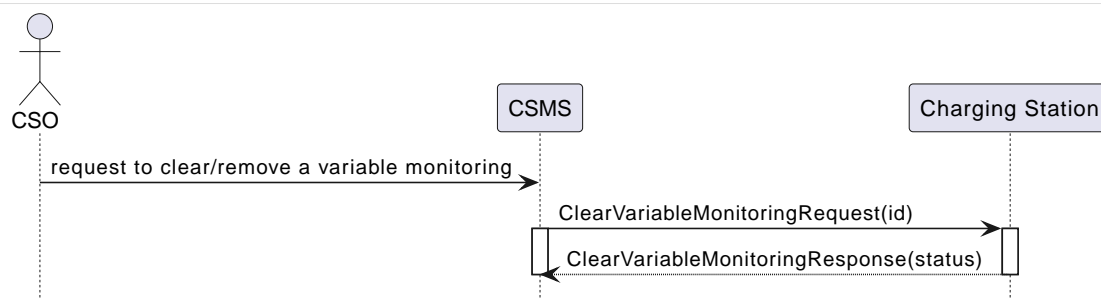 CSO
CSMS
Charging Station
request to clear/remove a variable monitoring
ClearVariableMonitoringRequest(id)
ClearVariableMonitoringResponse(status)